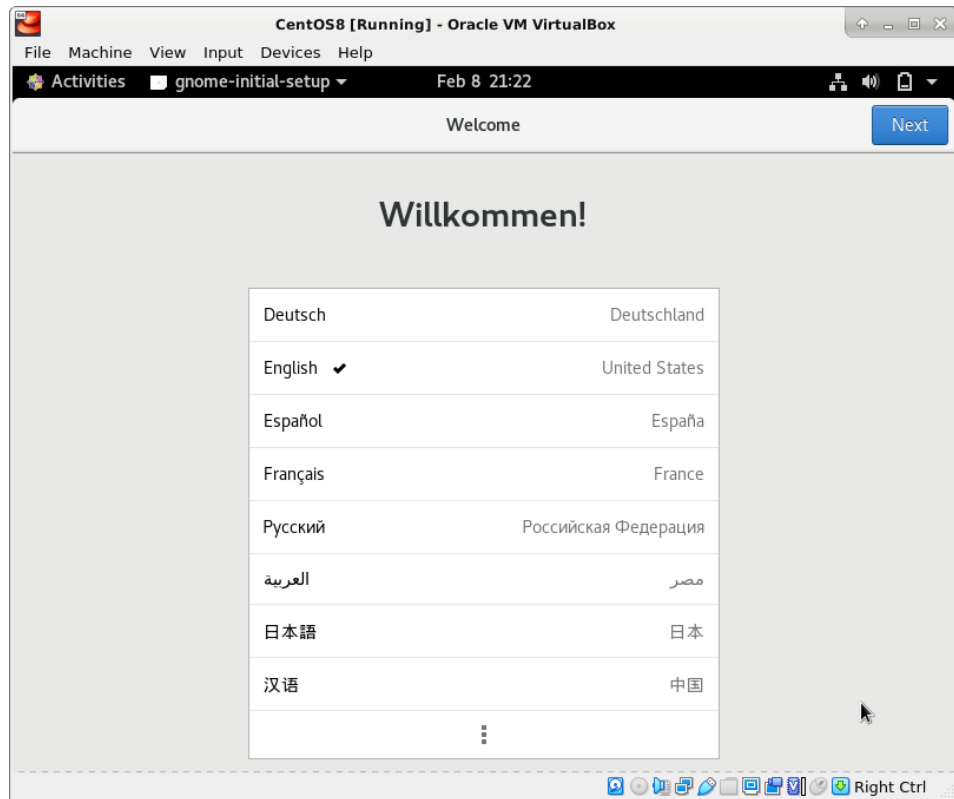 CentOS8 [Running] - Oracle VM VirtualBox
File Machine View Input Devices Help
Activities gnome-initial-setup Feb 8 21:22
Welcome Next
Willkommen!
Deutsch Deutschland
English United States
Español España
Français France
Русский Российская Федерация
العربية مصر
日本語 日本
汉语 中国
Right Ctrl